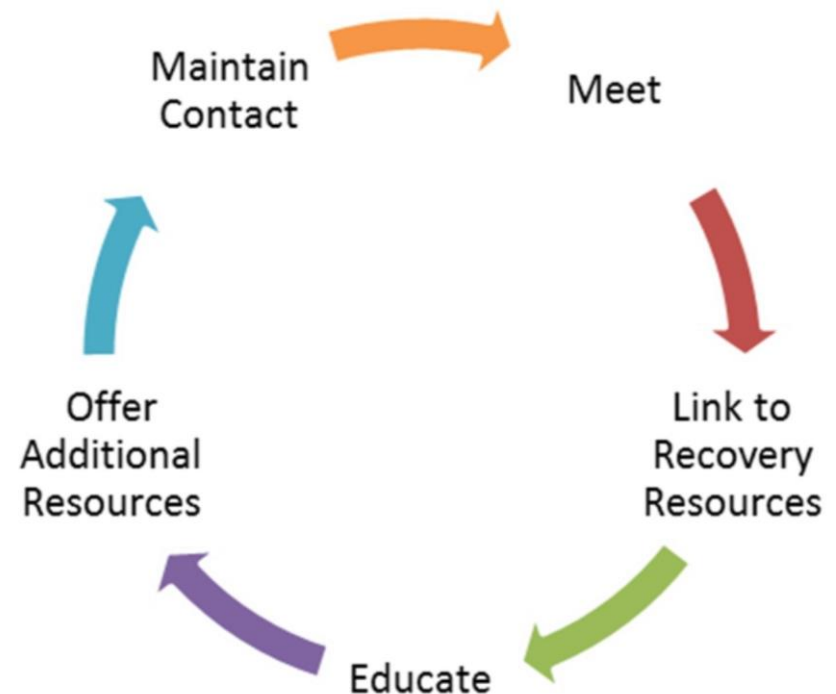 Maintain
Contact
Meet
Link to
Recovery
Resources
Educate
Offer
Additional
Resources